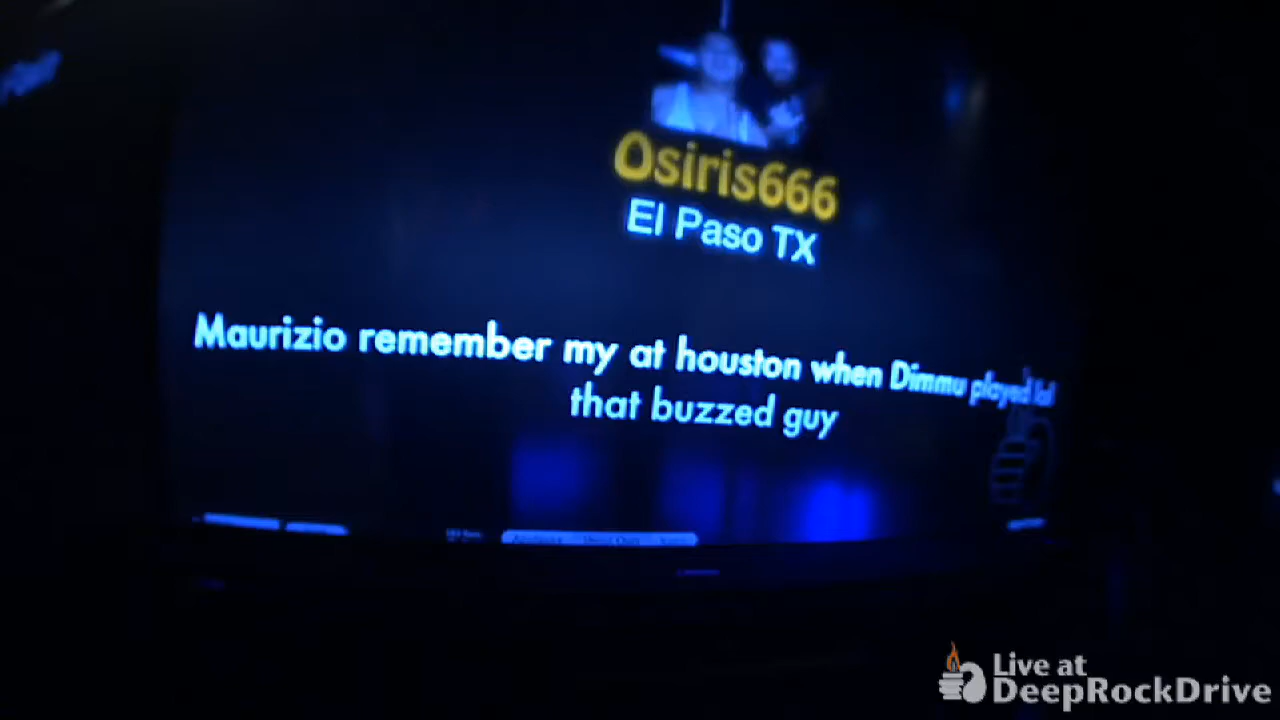 Osiris666
El Paso TX
Maurizio remember my at houston when Dimmu played lol
that buzzed guy
Live at
DeepRockDrive